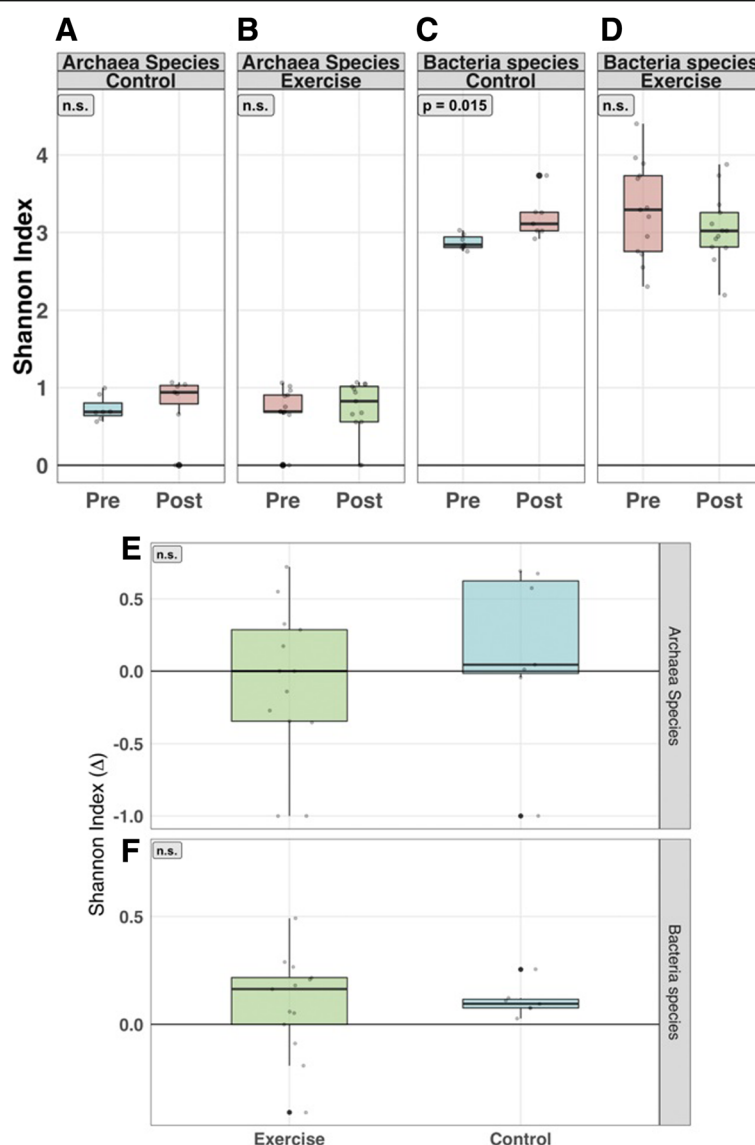 A B C D
Archaea Species Archaea Species Bacteria species Bacteria species
Control Exercise Control Exercise
n.s. n.s. p = 0.015 n.s.
Shannon Index
4
3
2
1
0
Pre Post Pre Post Pre Post Pre Post
E
n.s.
0.5
0.0
-0.5
-1.0
Archaea Species
Shannon Index (Δ)
F
n.s.
0.5
0.0
Bacteria species
Exercise Control